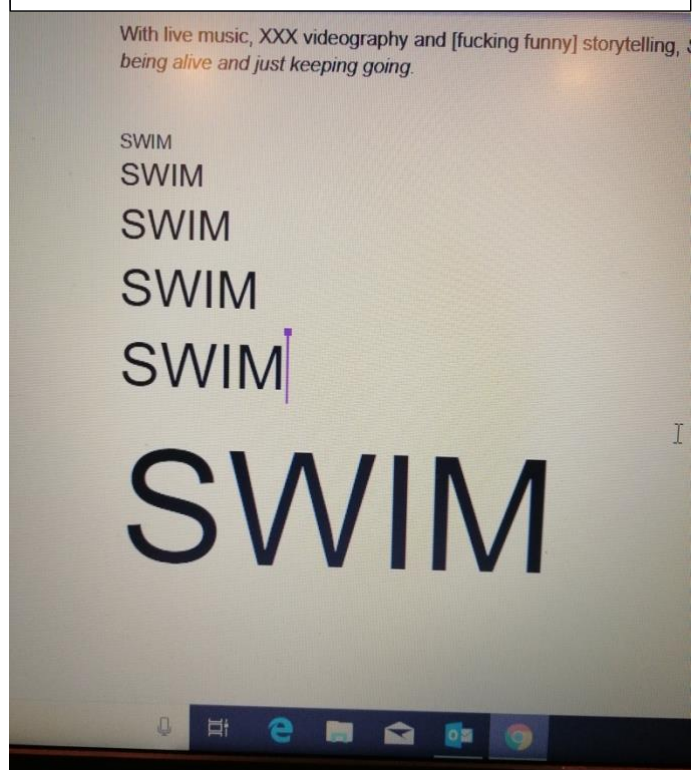 With live music, XXX videography and [fucking funny] storytelling,
being alive and just keeping going.
SWIM
SWIM
SWIM
SWIM
SWIM
SWIM